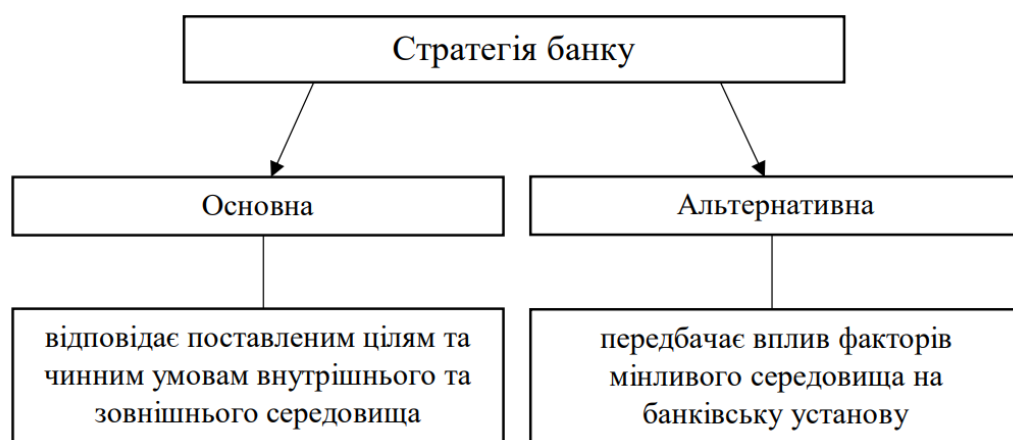 Стратегія банку
Основна
Альтернативна
відповідає поставленим цілям та
чинним умовам внутрішнього та
зовнішнього середовища
передбачає вплив факторів
мінливого середовища на
банківську установу